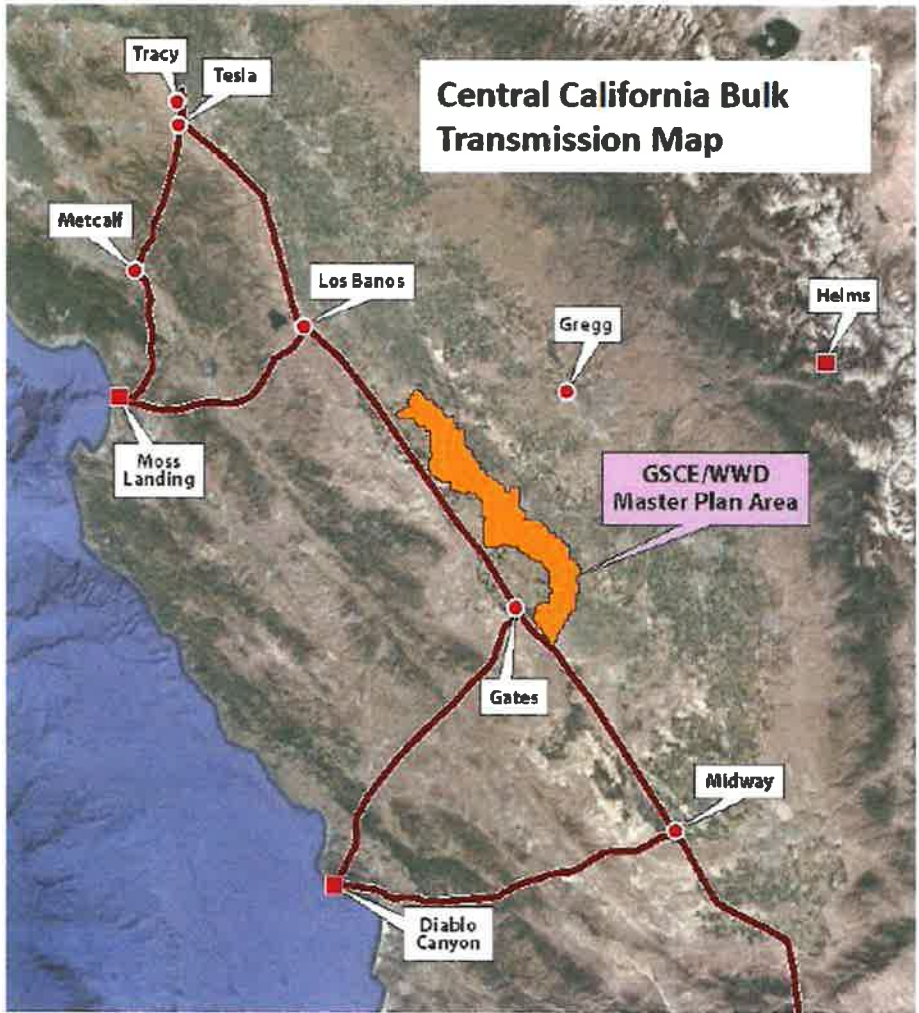 Central California Bulk
Transmission Map
Tracy
Tesla
Metcalf
Los Banos
Gregg
Helms
Moss
Landing
GSCE/WWD
Master Plan Area
Gates
Midway
Diablo
Canyon